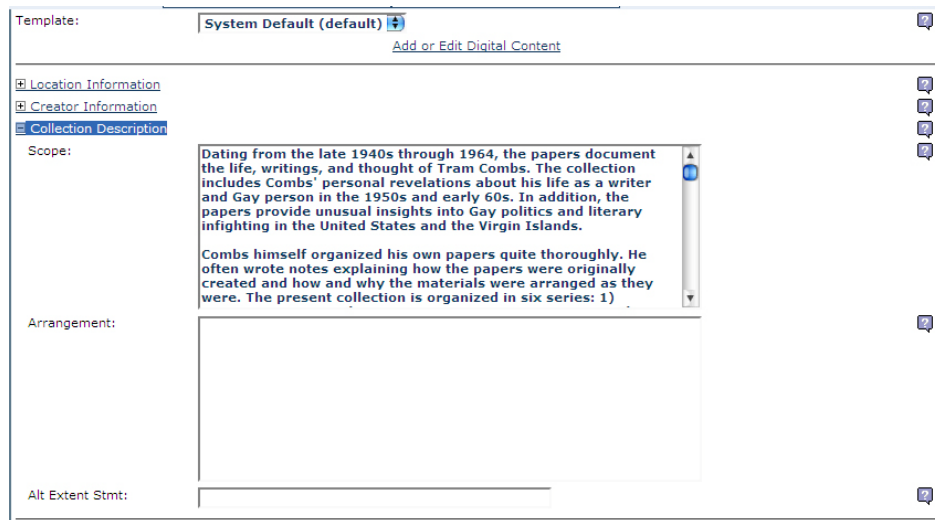 Template:
System Default (default)
Add or Edit Digital Content
Location Information
Creator Information
Collection Description
Scope:
Dating from the late 1940s through 1964, the papers document
the life, writings, and thought of Tram Combs. The collection
includes Combs' personal revelations about his life as a writer
and Gay person in the 1950s and early 60s. In addition, the
papers provide unusual insights into Gay politics and literary
infighting in the United States and the Virgin Islands.
Combs himself organized his own papers quite thoroughly. He
often wrote notes explaining how the papers were originally
created and how and why the materials were arranged as they
were. The present collection is organized in six series: 1)
Arrangement:
Alt Extent Stmt: